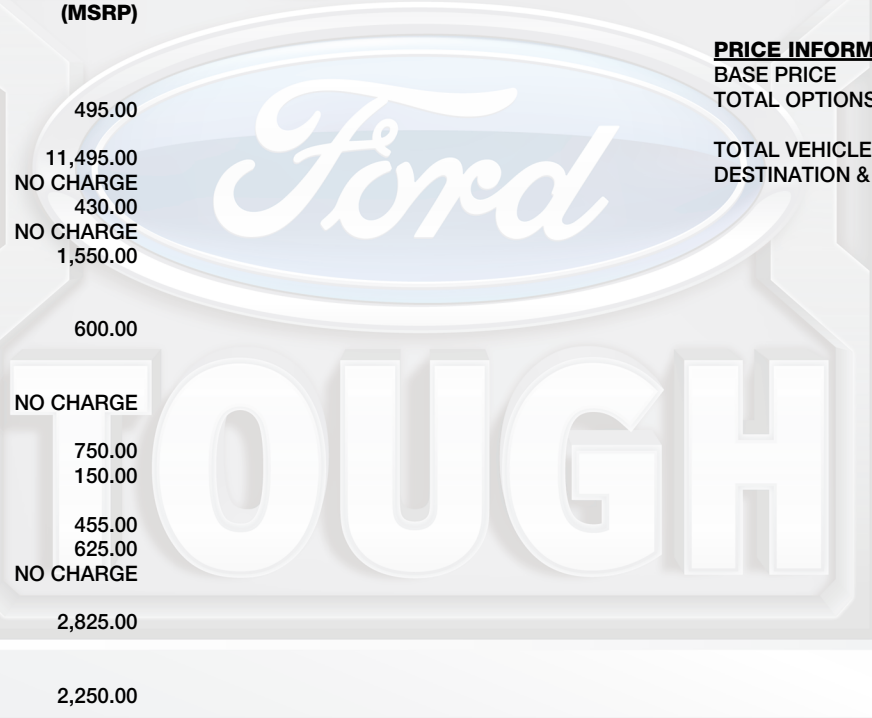 (MSRP)
495.00
11,495.00
NO CHARGE
430.00
NO CHARGE
1,550.00
600.00
NO CHARGE
750.00
150.00
455.00
625.00
NO CHARGE
2,825.00
2,250.00
PRICE INFORM
BASE PRICE
TOTAL OPTIONS
TOTAL VEHICLE
DESTINATION &
Ford
TOUGH